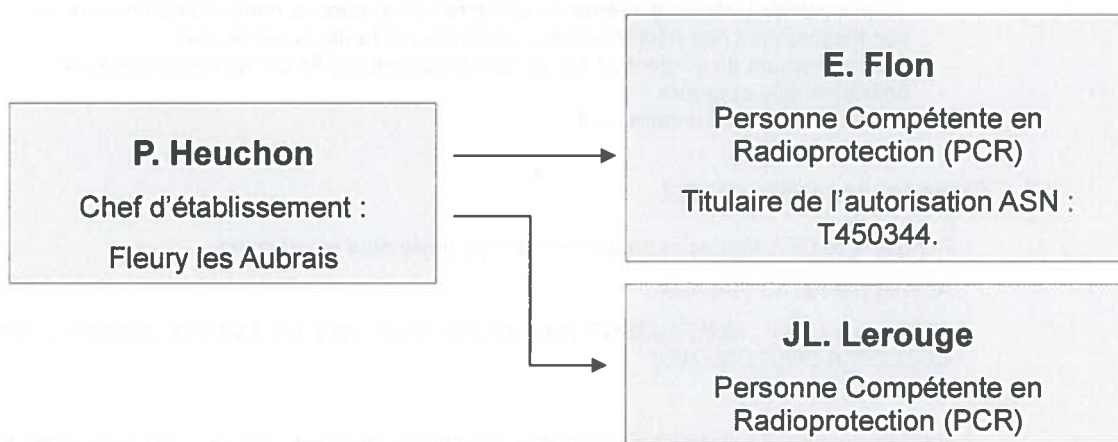 P. Heuchon
Chef d'établissement :
Fleury les Aubrais
E. Flon
Personne Compétente en
Radioprotection (PCR)
Titulaire de l'autorisation ASN :
T450344.
JL. Lerouge
Personne Compétente en
Radioprotection (PCR)